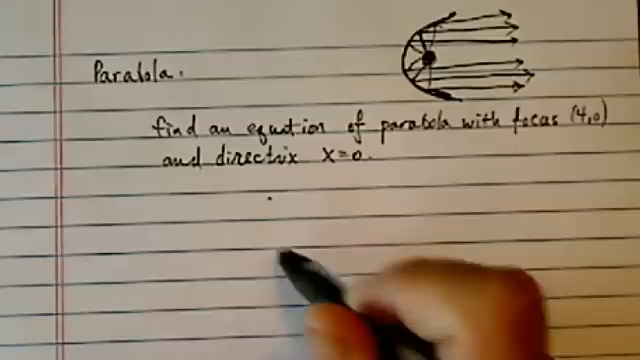 Parabola.
find an equation of parabola with focus (4,0)
and directrix x=0.